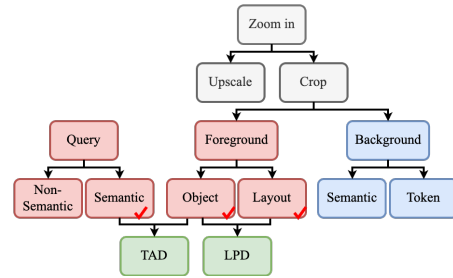 Zoom in
Upscale
Crop
Query
Foreground
Background
Non-
Semantic
Semantic
Object
Layout
Semantic
Token
TAD
LPD